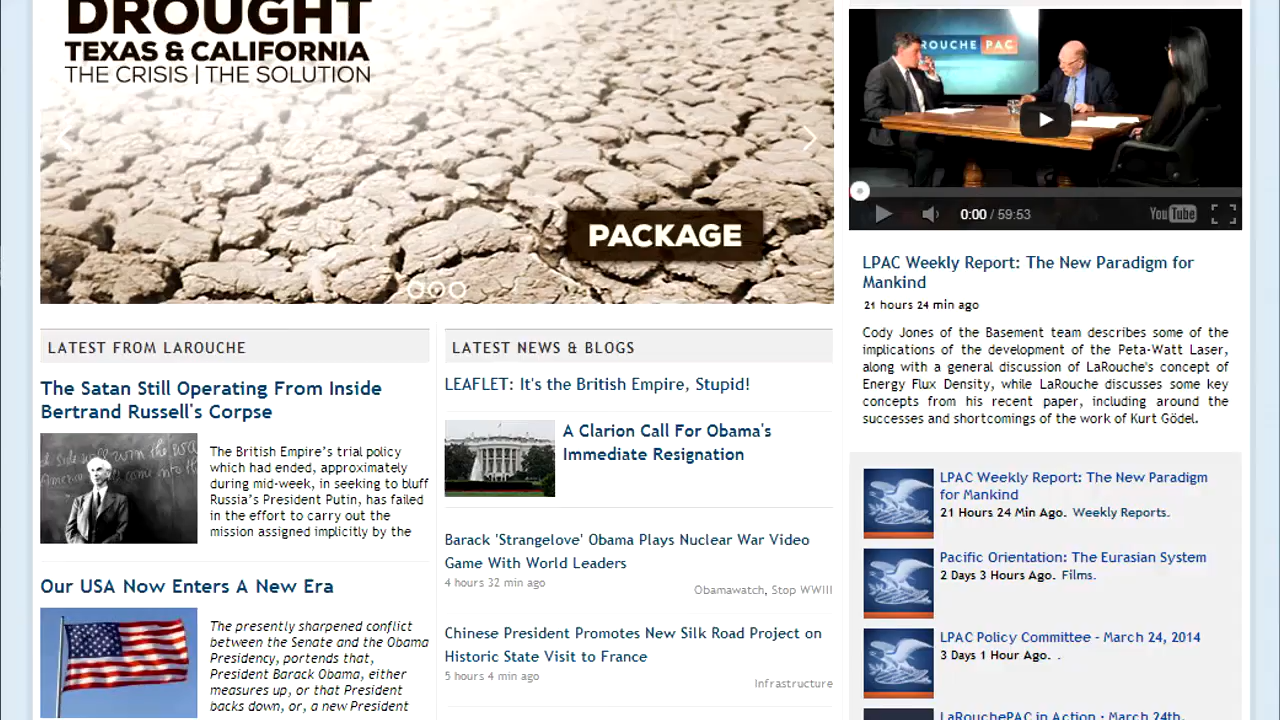 DROUGHT
TEXAS & CALIFORNIA
THE CRISIS | THE SOLUTION
PACKAGE
LATEST FROM LAROUCHE
The Satan Still Operating From Inside
Bertrand Russell's Corpse
The British Empire's trial policy
which had ended, approximately
during mid-week, in seeking to bluff
Russia's President Putin, has failed
in the effort to carry out the
mission assigned implicitly by the
Our USA Now Enters A New Era
The presently sharpened conflict
between the Senate and the Obama
Presidency, portends that,
President Barack Obama, either
measures up, or that President
backs down, or, a new President
LATEST NEWS & BLOGS
LEAFLET: It's the British Empire, Stupid!
A Clarion Call For Obama's
Immediate Resignation
Barack 'Strangelove' Obama Plays Nuclear War Video
Game With World Leaders
4 hours 32 min ago
Obamawatch, Stop WWIII
Chinese President Promotes New Silk Road Project on
Historic State Visit to France
5 hours 4 min ago
Infrastructure
ROUCHE PAC
0:00 / 59:53
YouTube
LPAC Weekly Report: The New Paradigm for
Mankind
21 hours 24 min ago
Cody Jones of the Basement team describes some of the
implications of the development of the Peta-Watt Laser,
along with a general discussion of LaRouche's concept of
Energy Flux Density, while LaRouche discusses some key
concepts from his recent paper, including around the
successes and shortcomings of the work of Kurt Gödel.
LPAC Weekly Report: The New Paradigm
for Mankind
21 Hours 24 Min Ago. Weekly Reports.
Pacific Orientation: The Eurasian System
2 Days 3 Hours Ago. Films.
LPAC Policy Committee - March 24, 2014
3 Days 1 Hour Ago. .
LaRouchePAC in Action · March 24th,